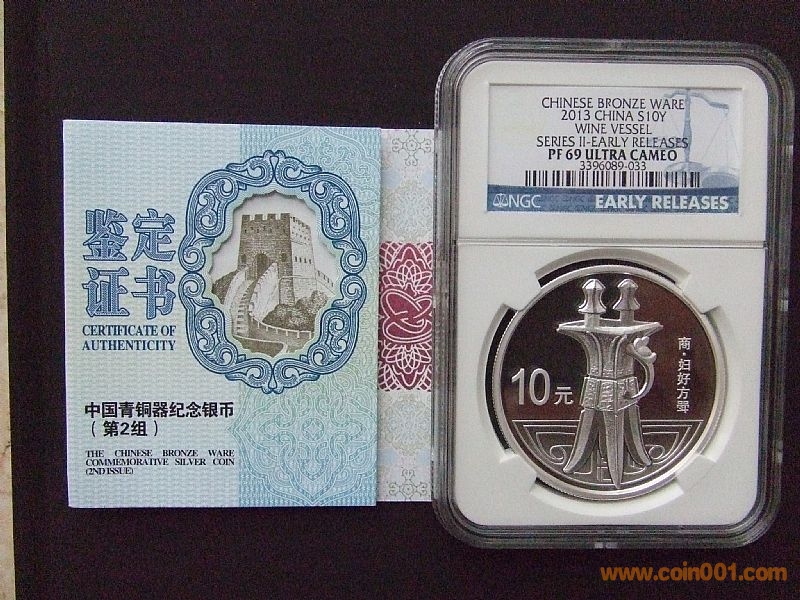 鉴定
证书
CERTIFICATE OF
AUTHENTICITY
中国青铜器纪念银币
（第2组）
THE CHINESE BRONZE WARE
COMMEMORATIVE SILVER COIN
(2ND ISSUE)
CHINESE BRONZE WARE
2013 CHINA S10Y
WINE VESSEL
SERIES II-EARLY RELEASES
PF 69 ULTRA CAMEO
3396089-033
NGC
EARLY RELEASES
10元
商·妇好方斝
www.coin001.com